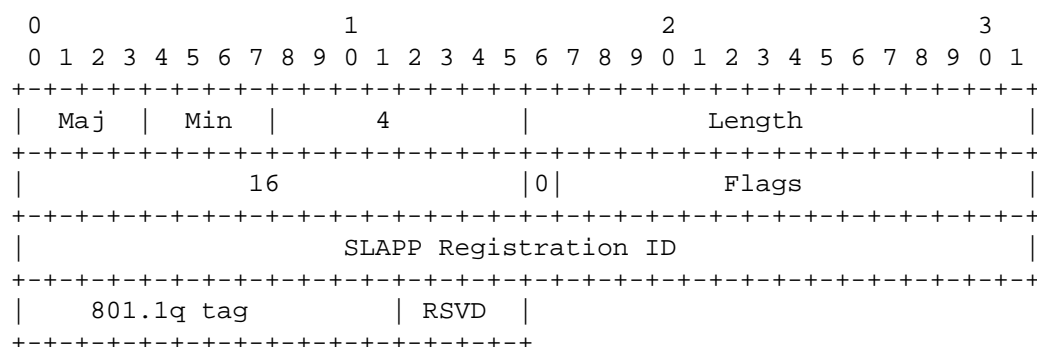 0                   1                   2                   3
 0 1 2 3 4 5 6 7 8 9 0 1 2 3 4 5 6 7 8 9 0 1 2 3 4 5 6 7 8 9 0 1
+-+-+-+-+-+-+-+-+-+-+-+-+-+-+-+-+-+-+-+-+-+-+-+-+-+-+-+-+-+-+-+-+
|  Maj  |  Min  |       4       |            Length             |
+-+-+-+-+-+-+-+-+-+-+-+-+-+-+-+-+-+-+-+-+-+-+-+-+-+-+-+-+-+-+-+-+
|              16               |0|          Flags              |
+-+-+-+-+-+-+-+-+-+-+-+-+-+-+-+-+-+-+-+-+-+-+-+-+-+-+-+-+-+-+-+-+
|                    SLAPP Registration ID                      |
+-+-+-+-+-+-+-+-+-+-+-+-+-+-+-+-+-+-+-+-+-+-+-+-+-+-+-+-+-+-+-+-+
|    801.1q tag         | RSVD  |
+-+-+-+-+-+-+-+-+-+-+-+-+-+-+-+-+